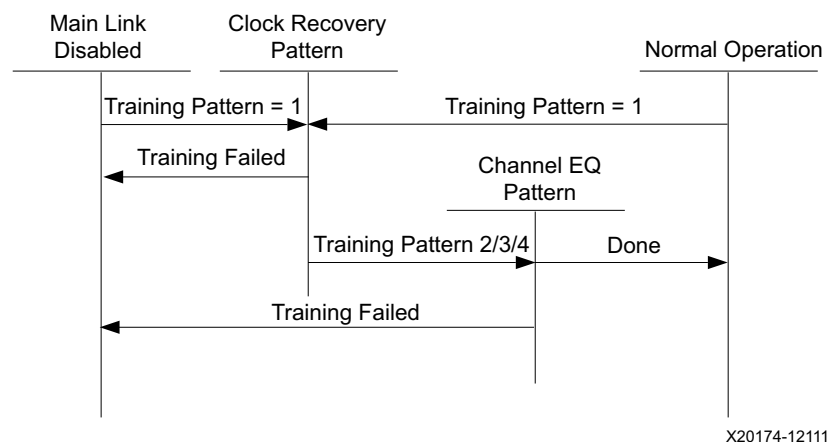 Main Link
Disabled
Clock Recovery
Pattern
Normal Operation
Training Pattern = 1
Training Pattern = 1
Training Failed
Channel EQ
Pattern
Training Pattern 2/3/4
Done
Training Failed
X20174-12111